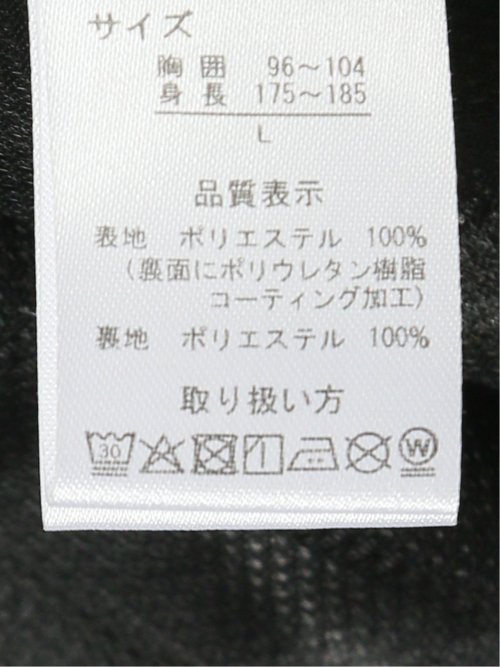 サイズ
胸囲 96～104
身長 175～185
L
品質表示
表地 ポリエステル 100%
(裏面にポリウレタン樹脂
コーティング加工)
裏地 ポリエステル 100%
取り扱い方
30 W